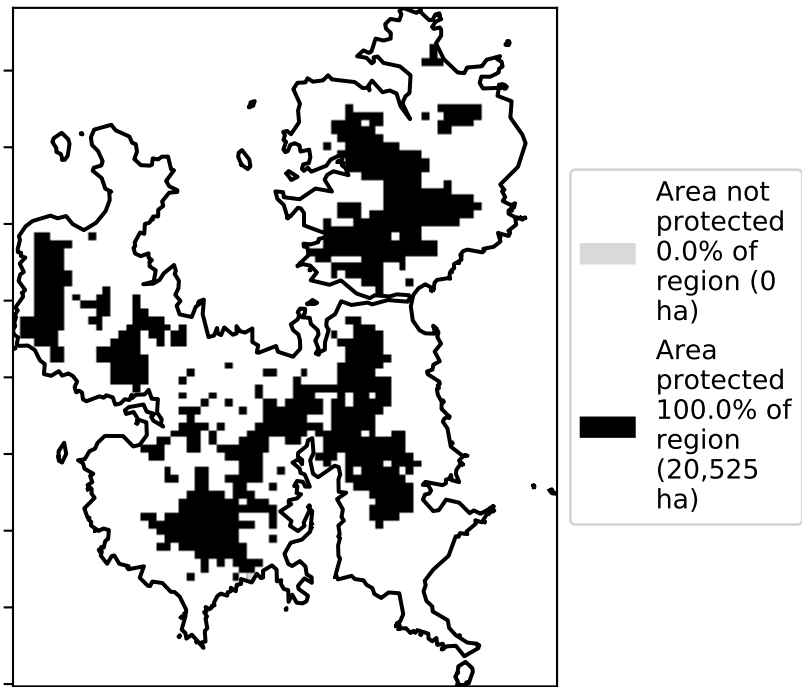 Area not
protected
0.0% of
region (0
ha)
Area
protected
100.0% of
region
(20,525
ha)